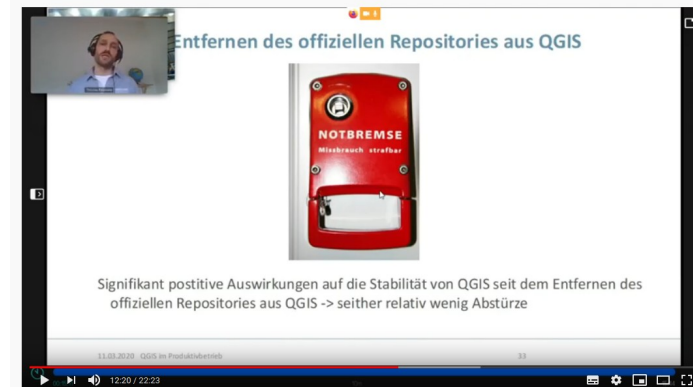 Entfernen des offiziellen Repositories aus QGIS
NOTBREMSE
Missbrauch strafbar
Signifikant postitive Auswirkungen auf die Stabilität von QGIS seit dem Entfernen des
offiziellen Repositories aus QGIS -> seither relativ wenig Abstürze
11.03.2020 QGIS im Produktivbetrieb
33
12:20 / 22:23